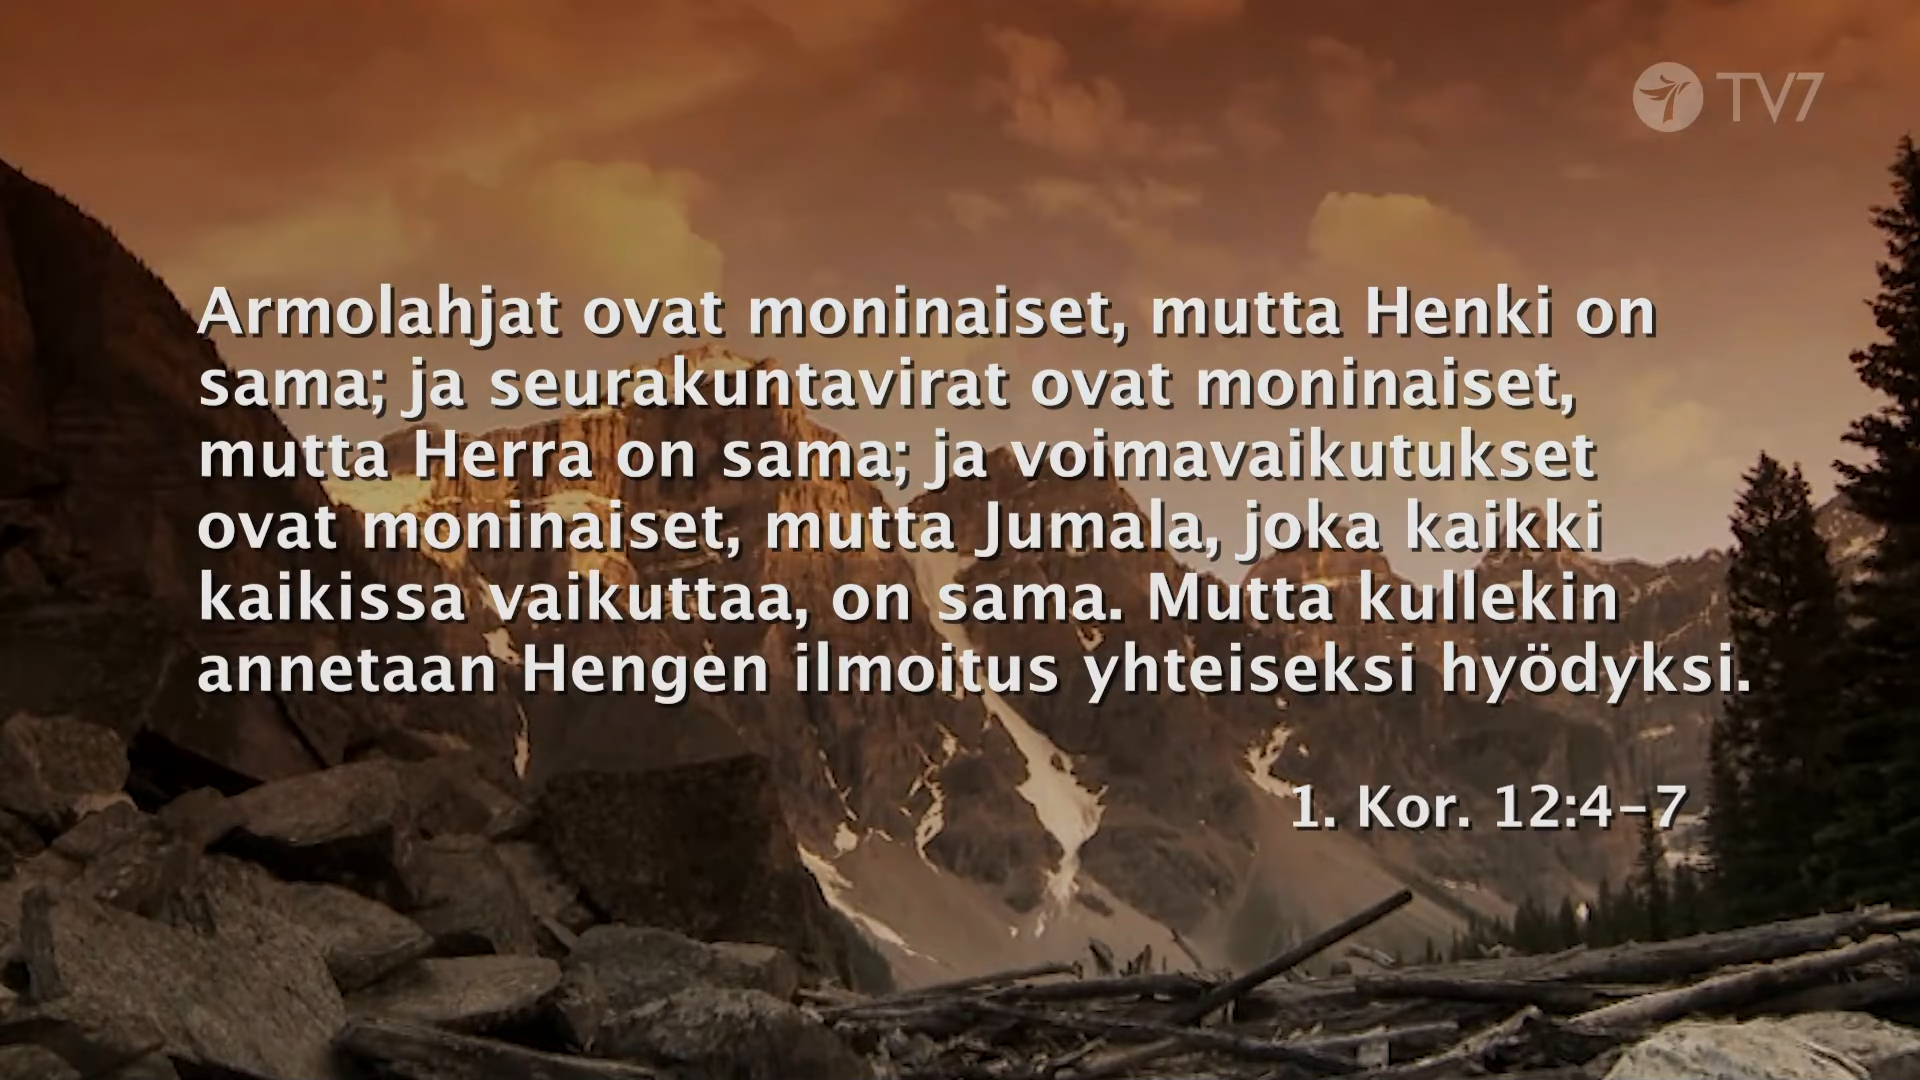 TV7
Armolahjat ovat moninaiset, mutta Henki on
sama; ja seurakuntavirat ovat moninaiset,
mutta Herra on sama; ja voimavaikutukset
ovat moninaiset, mutta Jumala, joka kaikki
kaikissa vaikuttaa, on sama. Mutta kullekin
annetaan Hengen ilmoitus yhteiseksi hyödyksi.
1. Kor. 12:4–7